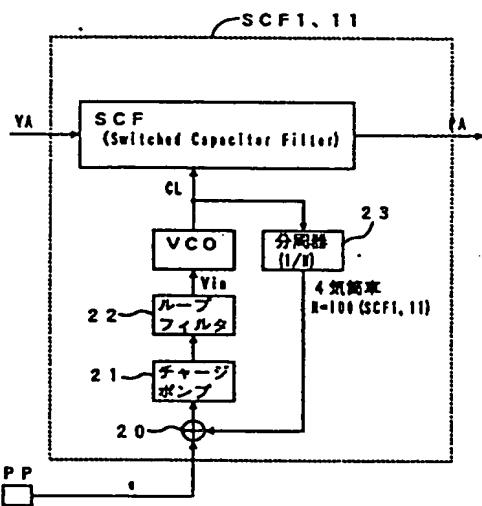 SCF1, 11
SCF
(Switched Capacitor Filter)
YA
CL
23
VCO
分周器
(1/N)
Vin
4気筒車
N=100(SCF1, 11)
22
ループ
フィルタ
21
チャージ
ポンプ
20
PP